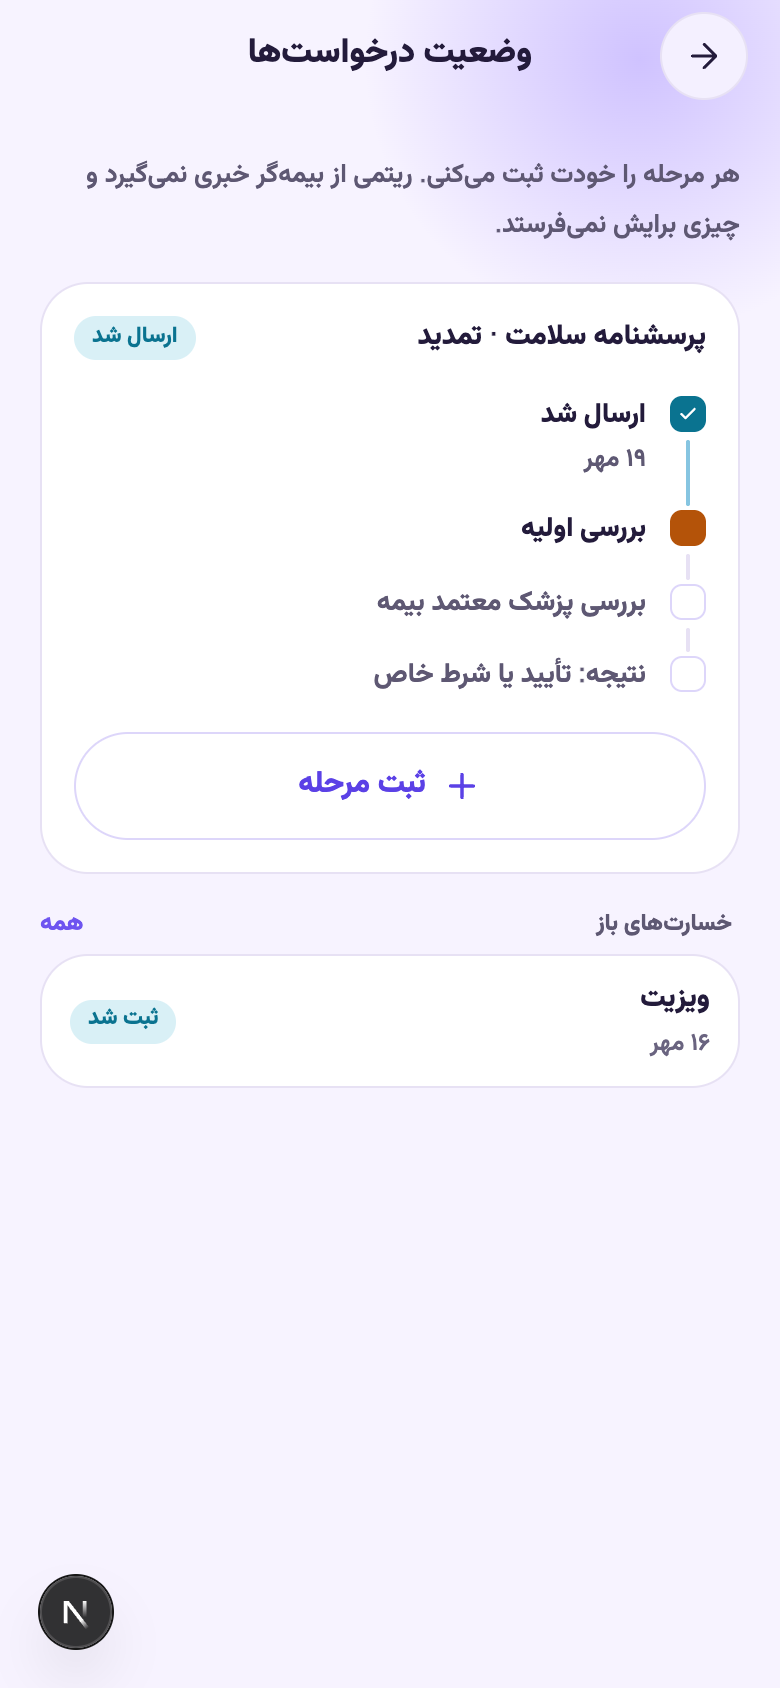 وضعیت درخواست‌ها
هر مرحله را خودت ثبت می‌کنی. ریتمی از بیمه‌گر خبری نمی‌گیرد و
چیزی برایش نمی‌فرستد.
پرسشنامه سلامت · تمدید
ارسال شد
ارسال شد
۱۹ مهر
بررسی اولیه
بررسی پزشک معتمد بیمه
نتیجه: تأیید یا شرط خاص
ثبت مرحله
خسارت‌های باز
همه
ویزیت
ثبت شد
۱۶ مهر
N